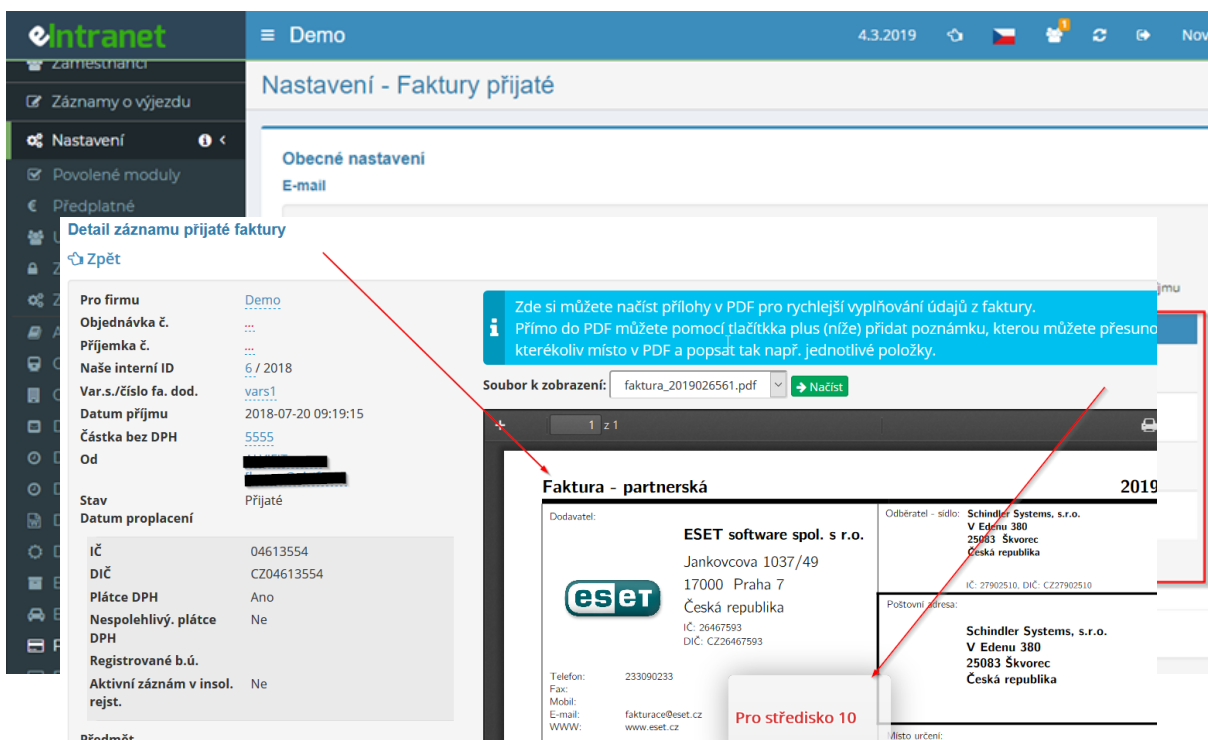 eIntranet
≡ Demo
4.3.2019
1
Nov
Zaměstnanci
Záznamy o výjezdu
Nastavení - Faktury přijaté
Nastavení
Obecné nastavení
Povolené moduly
E-mail
€ Předplatné
Detail záznamu přijaté faktury
Zpět
jmu
Pro firmu Demo
Objednávka č. ...
Příjemka č. ...
Naše interní ID 6 / 2018
Var.s./číslo fa. dod. vars1
Datum příjmu 2018-07-20 09:19:15
Částka bez DPH 5555
Od
Stav Přijaté
Datum proplacení
IČ 04613554
DIČ CZ04613554
Plátce DPH Ano
Nespolehlivý. plátce Ne
DPH
Registrované b.ú.
Aktivní záznám v insol. Ne
rejst.
Předmět
Zde si můžete načíst přílohy v PDF pro rychlejší vyplňování údajů z faktury.
Přímo do PDF můžete pomocí tlačítkka plus (níže) přidat poznámku, kterou můžete přesuno
kterékoliv místo v PDF a popsat tak např. jednotlivé položky.
Soubor k zobrazení: faktura_2019026561.pdf Načíst
+ 1 z 1
Faktura - partnerská 2019
Dodavatel:
ESET software spol. s r.o.
Jankovcova 1037/49
17000 Praha 7
Česká republika
IČ: 26467593
DIČ: CZ26467593
eseT
Telefon: 233090233
Fax:
Mobil:
E-mail: fakturace@eset.cz
WWW: www.eset.cz
Odběratel - sídlo: Schindler Systems, s.r.o.
V Edenu 380
25083 Škvorec
Česká republika
IČ: 27902510, DIČ: CZ27902510
Poštovní adresa:
Schindler Systems, s.r.o.
V Edenu 380
25083 Škvorec
Česká republika
Pro středisko 10
Místo určení: